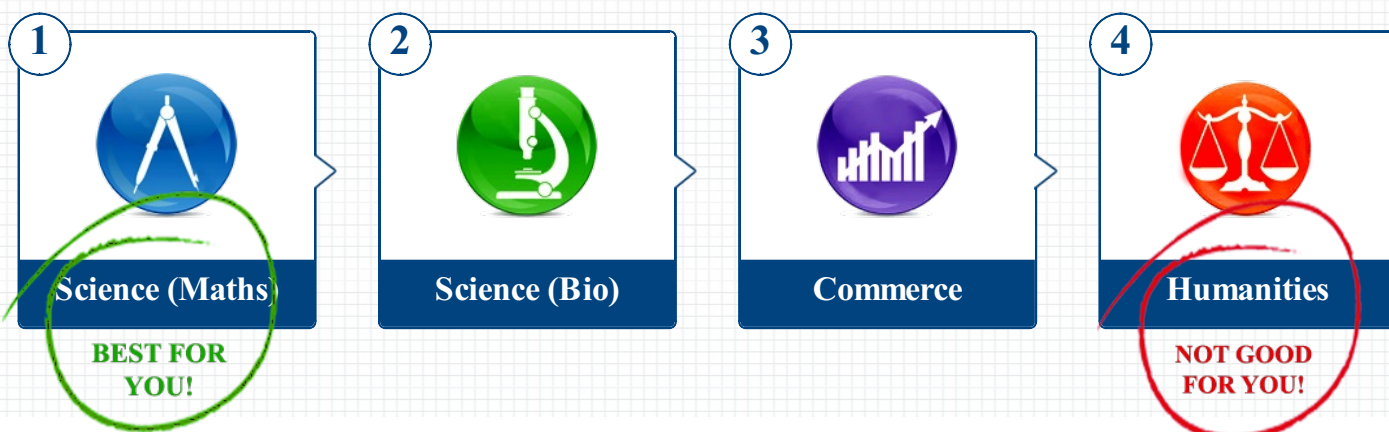 1
2
3
4
Science (Maths)
Science (Bio)
Commerce
Humanities
BEST FOR
YOU!
NOT GOOD
FOR YOU!